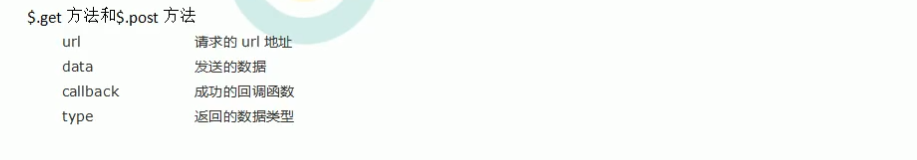 $.get 方法和$.post 方法
url 请求的 url 地址
data 发送的数据
callback 成功的回调函数
type 返回的数据类型